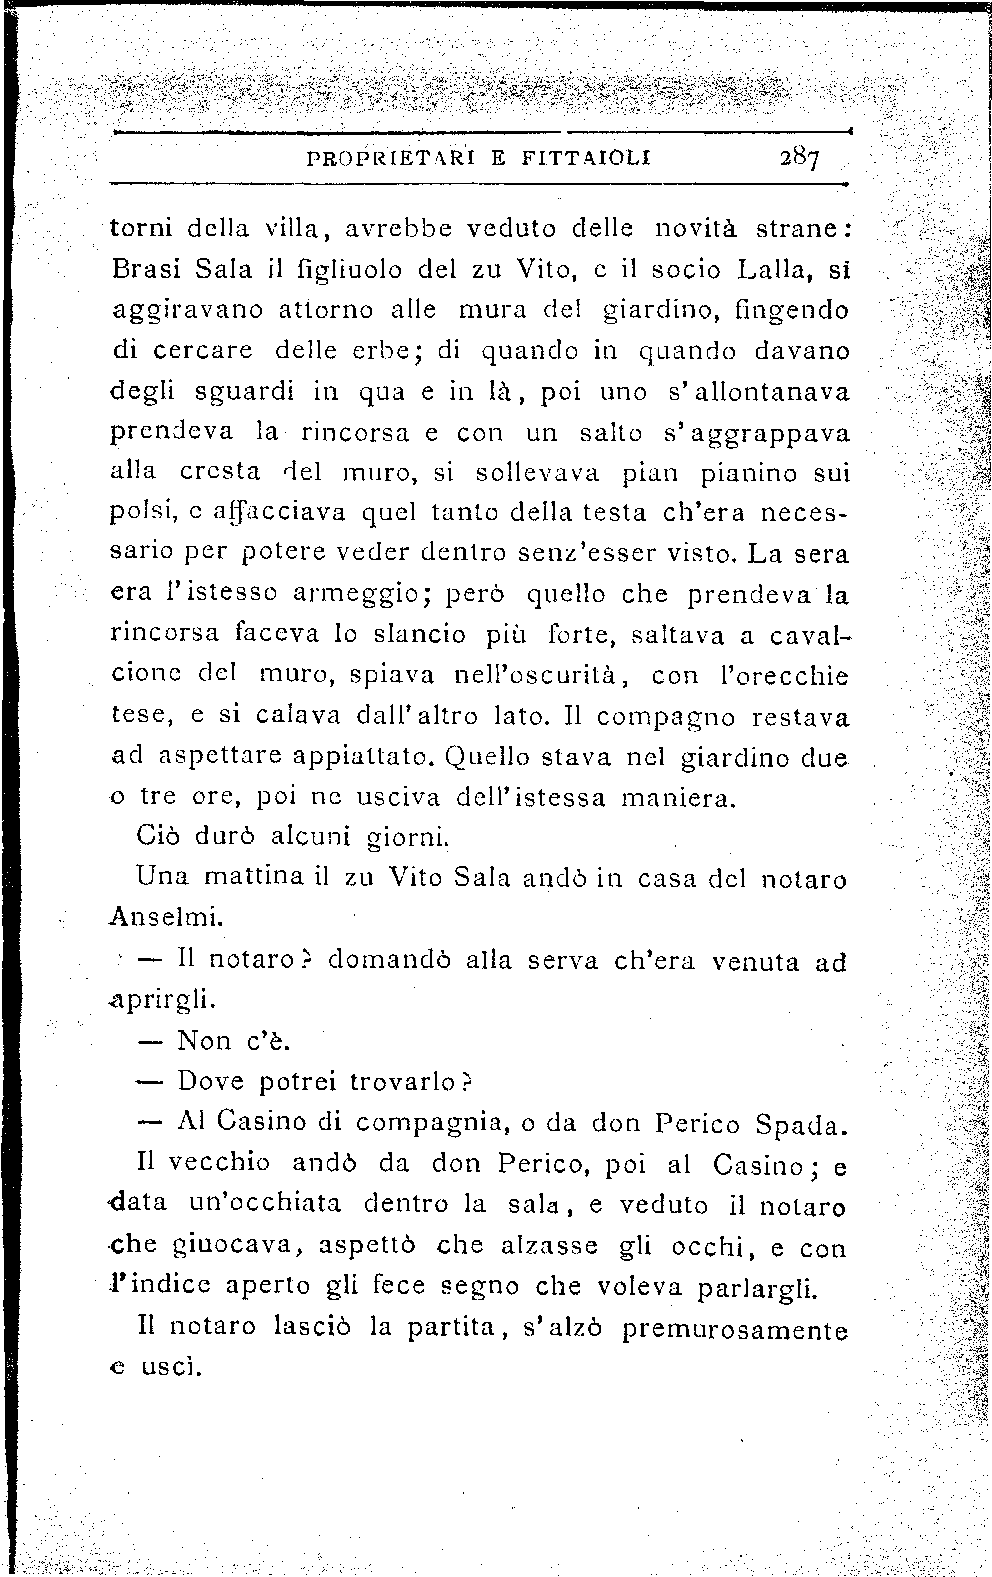 PROPRIETARI E FITTAIOLI 287
torni della villa, avrebbe veduto delle novità strane:
Brasi Sala il figliuolo del zu Vito, e il socio Lalla, si
aggiravano attorno alle mura del giardino, fingendo
di cercare delle erbe; di quando in quando davano
degli sguardi in qua e in là, poi uno s'allontanava
prendeva la rincorsa e con un salto s'aggrappava
alla cresta del muro, si sollevava pian pianino sui
polsi, e affacciava quel tanto della testa ch'era neces-
sario per potere veder dentro senz'esser visto. La sera
era l'istesso armeggio; però quello che prendeva la
rincorsa faceva lo slancio più forte, saltava a caval-
cione del muro, spiava nell'oscurità, con l'orecchie
tese, e si calava dall'altro lato. Il compagno restava
ad aspettare appiattato. Quello stava nel giardino due
o tre ore, poi ne usciva dell'istessa maniera.
Ciò durò alcuni giorni.
Una mattina il zu Vito Sala andò in casa del notaro
Anselmi.
— Il notaro? domandò alla serva ch'era venuta ad
aprirgli.
— Non c'è.
— Dove potrei trovarlo?
— Al Casino di compagnia, o da don Perico Spada.
Il vecchio andò da don Perico, poi al Casino; e
data un'occhiata dentro la sala, e veduto il notaro
che giuocava, aspettò che alzasse gli occhi, e con
l'indice aperto gli fece segno che voleva parlargli.
Il notaro lasciò la partita, s'alzò premurosamente
e uscì.